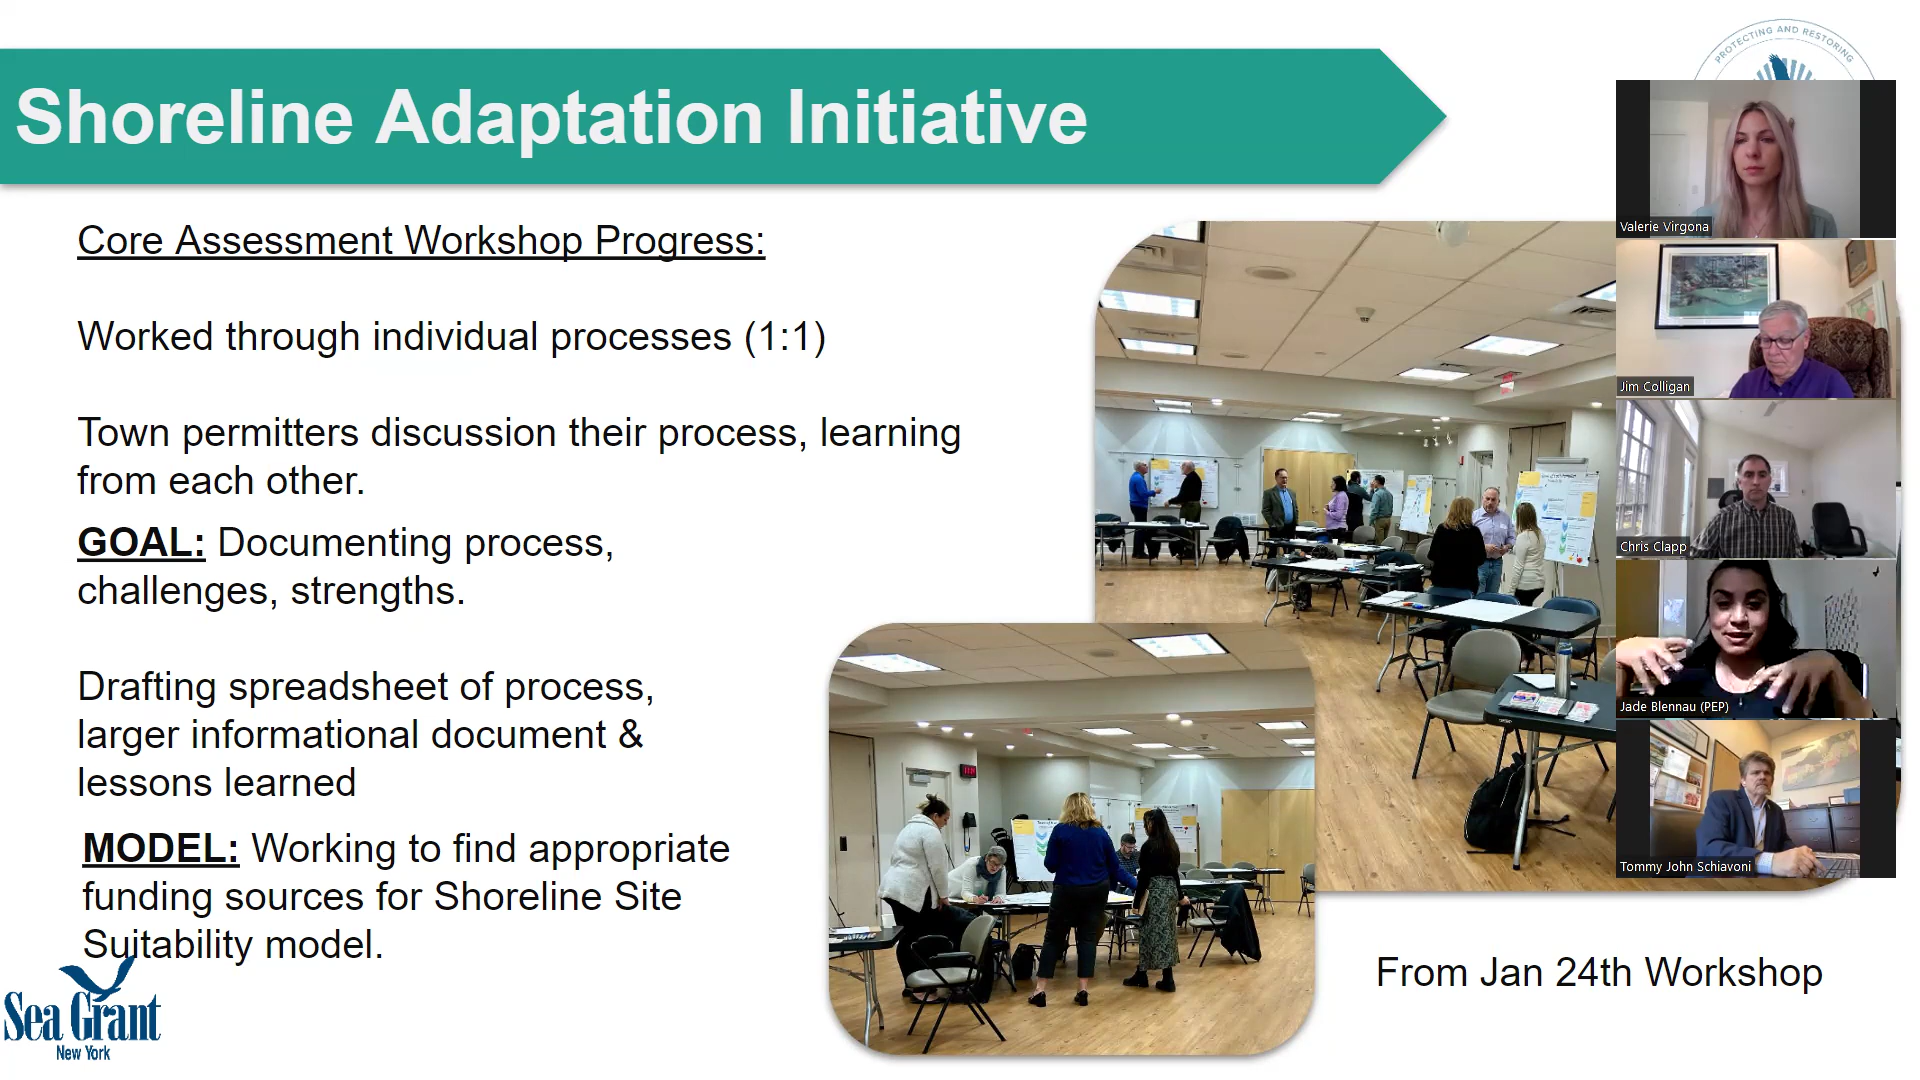 PROTECTING AND RESTORING
Shoreline Adaptation Initiative
Core Assessment Workshop Progress:
Worked through individual processes (1:1)
Town permitters discussion their process, learning
from each other.
GOAL: Documenting process,
challenges, strengths.
Drafting spreadsheet of process,
larger informational document &
lessons learned
MODEL: Working to find appropriate
funding sources for Shoreline Site
Suitability model.
Sea Grant
New York
From Jan 24th Workshop
Valerie Virgona
Jim Colligan
Chris Clapp
Jade Blennau (PEP)
Tommy John Schiavoni